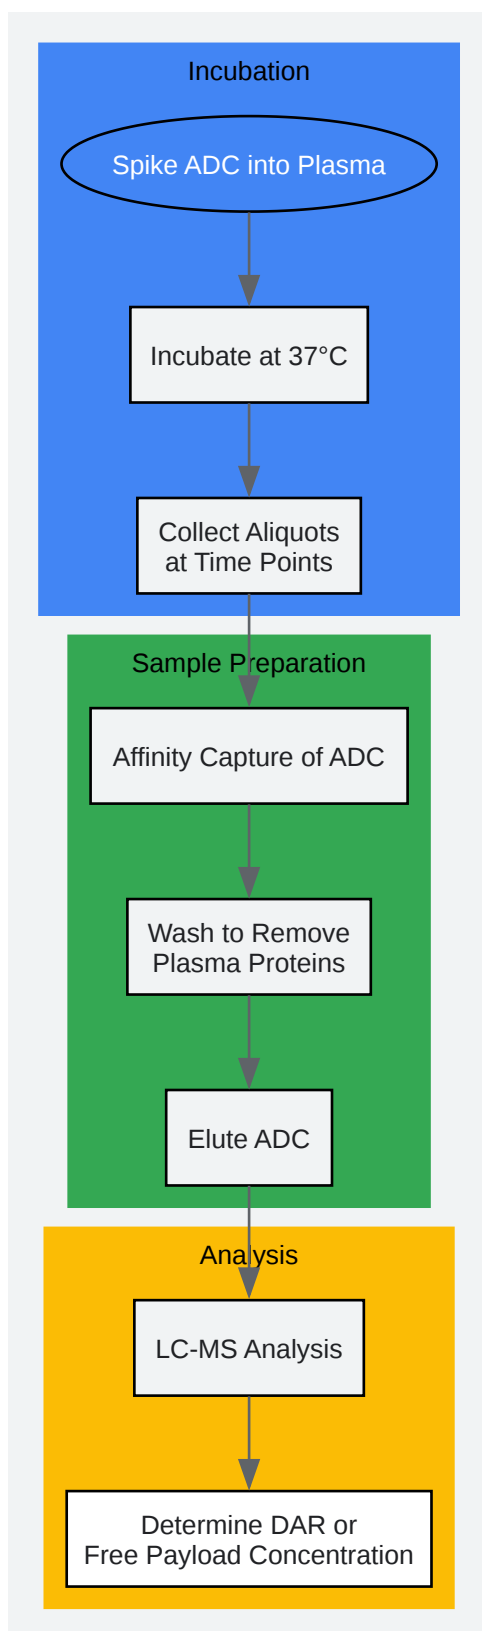 Incubation
Spike ADC into Plasma
Incubate at 37°C
Collect Aliquots
at Time Points
Sample Preparation
Affinity Capture of ADC
Wash to Remove
Plasma Proteins
Elute ADC
Analysis
LC-MS Analysis
Determine DAR or
Free Payload Concentration